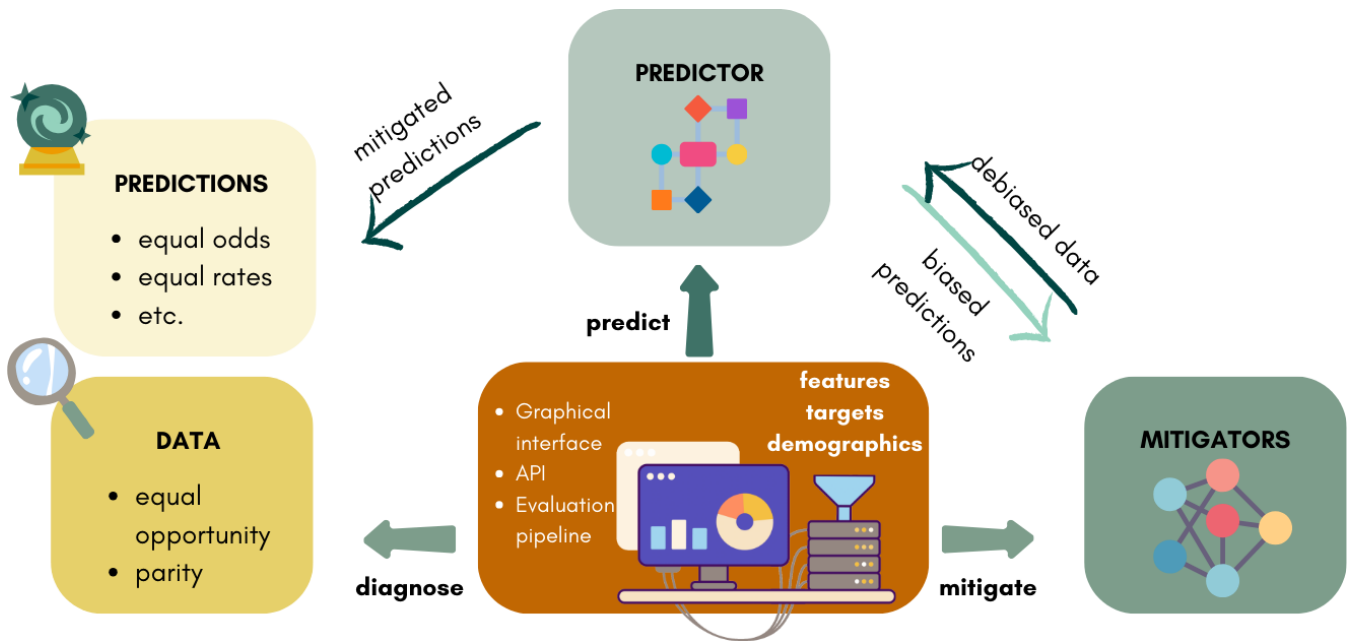 PREDICTOR
mitigated
predictions
PREDICTIONS
• equal odds
• equal rates
• etc.
debiased data
biased
predictions
predict
DATA
• equal
opportunity
• parity
diagnose
• Graphical
interface
• API
• Evaluation
pipeline
features
targets
demographics
mitigate
MITIGATORS